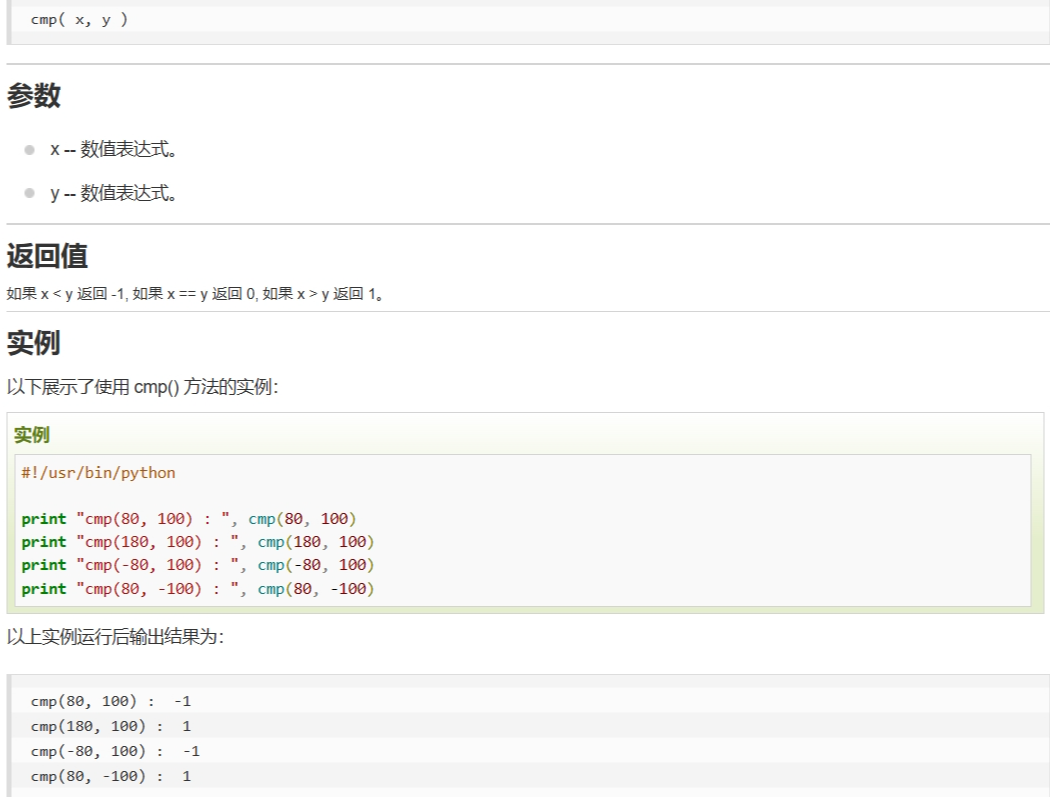 cmp( x, y )
参数
x -- 数值表达式。
y -- 数值表达式。
返回值
如果 x < y 返回 -1, 如果 x == y 返回 0, 如果 x > y 返回 1。
实例
以下展示了使用 cmp() 方法的实例：
实例
#!/usr/bin/python
print "cmp(80, 100) : ", cmp(80, 100)
print "cmp(180, 100) : ", cmp(180, 100)
print "cmp(-80, 100) : ", cmp(-80, 100)
print "cmp(80, -100) : ", cmp(80, -100)
以上实例运行后输出结果为：
cmp(80, 100) :  -1
cmp(180, 100) :  1
cmp(-80, 100) :  -1
cmp(80, -100) :  1